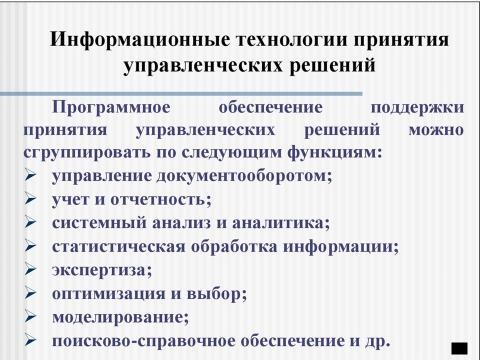 Информационные технологии принятия
управленческих решений
Программное обеспечение поддержки
принятия управленческих решений можно
сгруппировать по следующим функциям:
управление документооборотом;
учет и отчетность;
системный анализ и аналитика;
статистическая обработка информации;
экспертиза;
оптимизация и выбор;
моделирование;
поисково-справочное обеспечение и др.